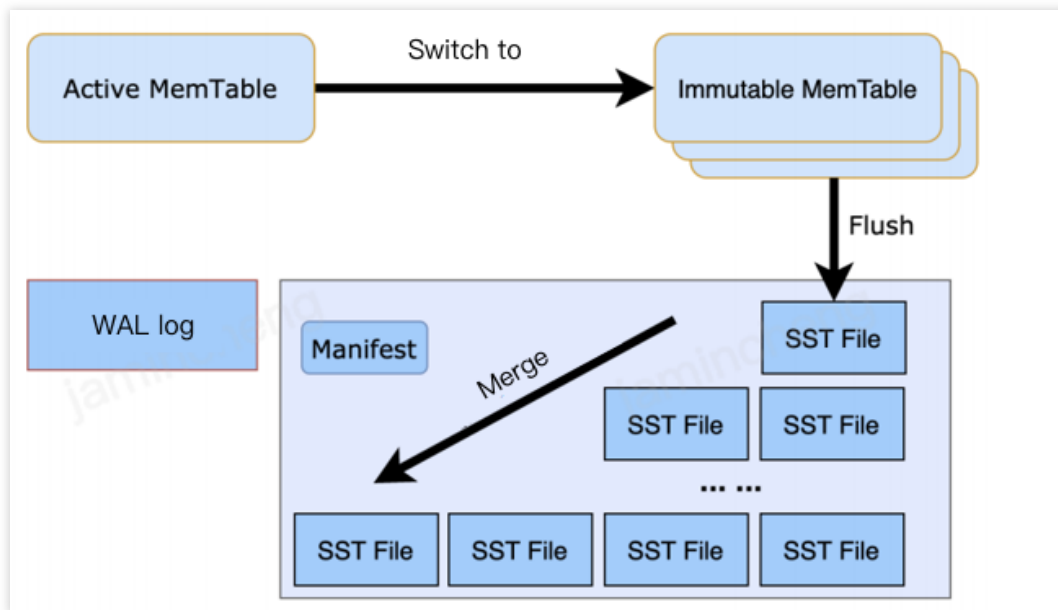 Switch to
Active MemTable
Immutable MemTable
Flush
WAL log
Manifest
Merge
SST File
SST File
SST File
... ...
SST File
SST File
SST File
SST File